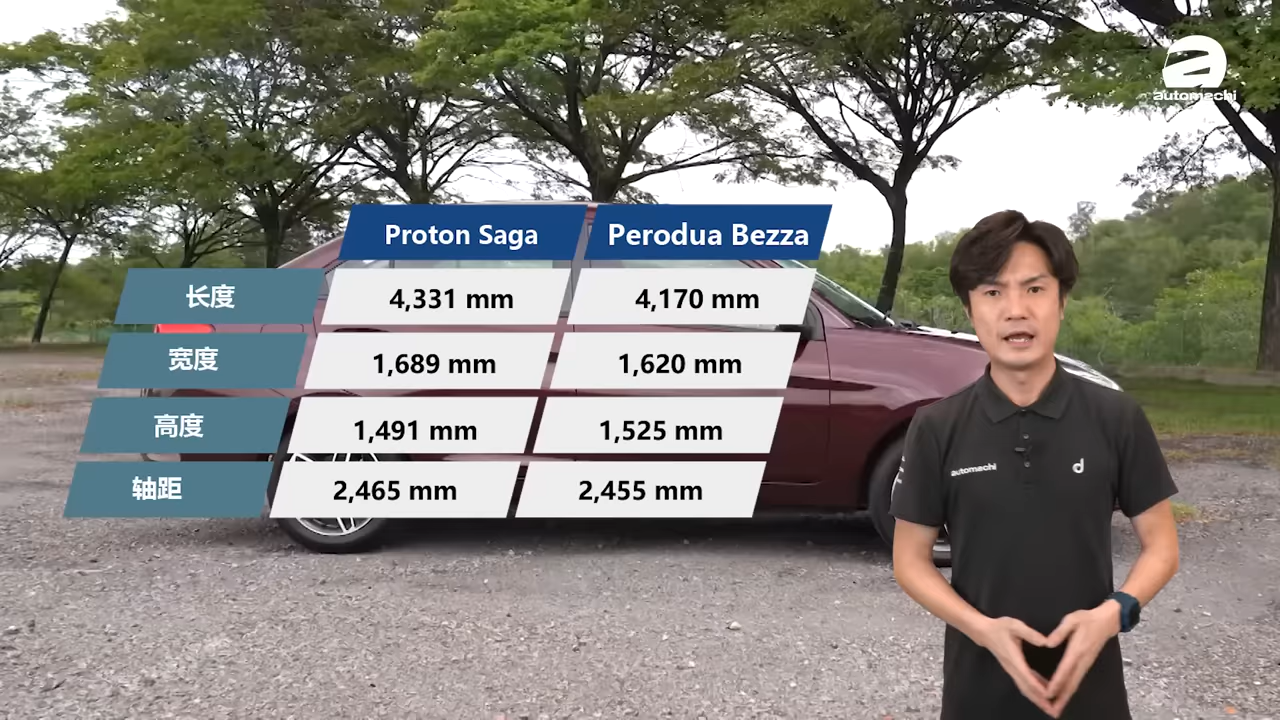 automachi
Proton Saga Perodua Bezza
长度 4,331 mm 4,170 mm
宽度 1,689 mm 1,620 mm
高度 1,491 mm 1,525 mm
轴距 2,465 mm 2,455 mm
automachi d